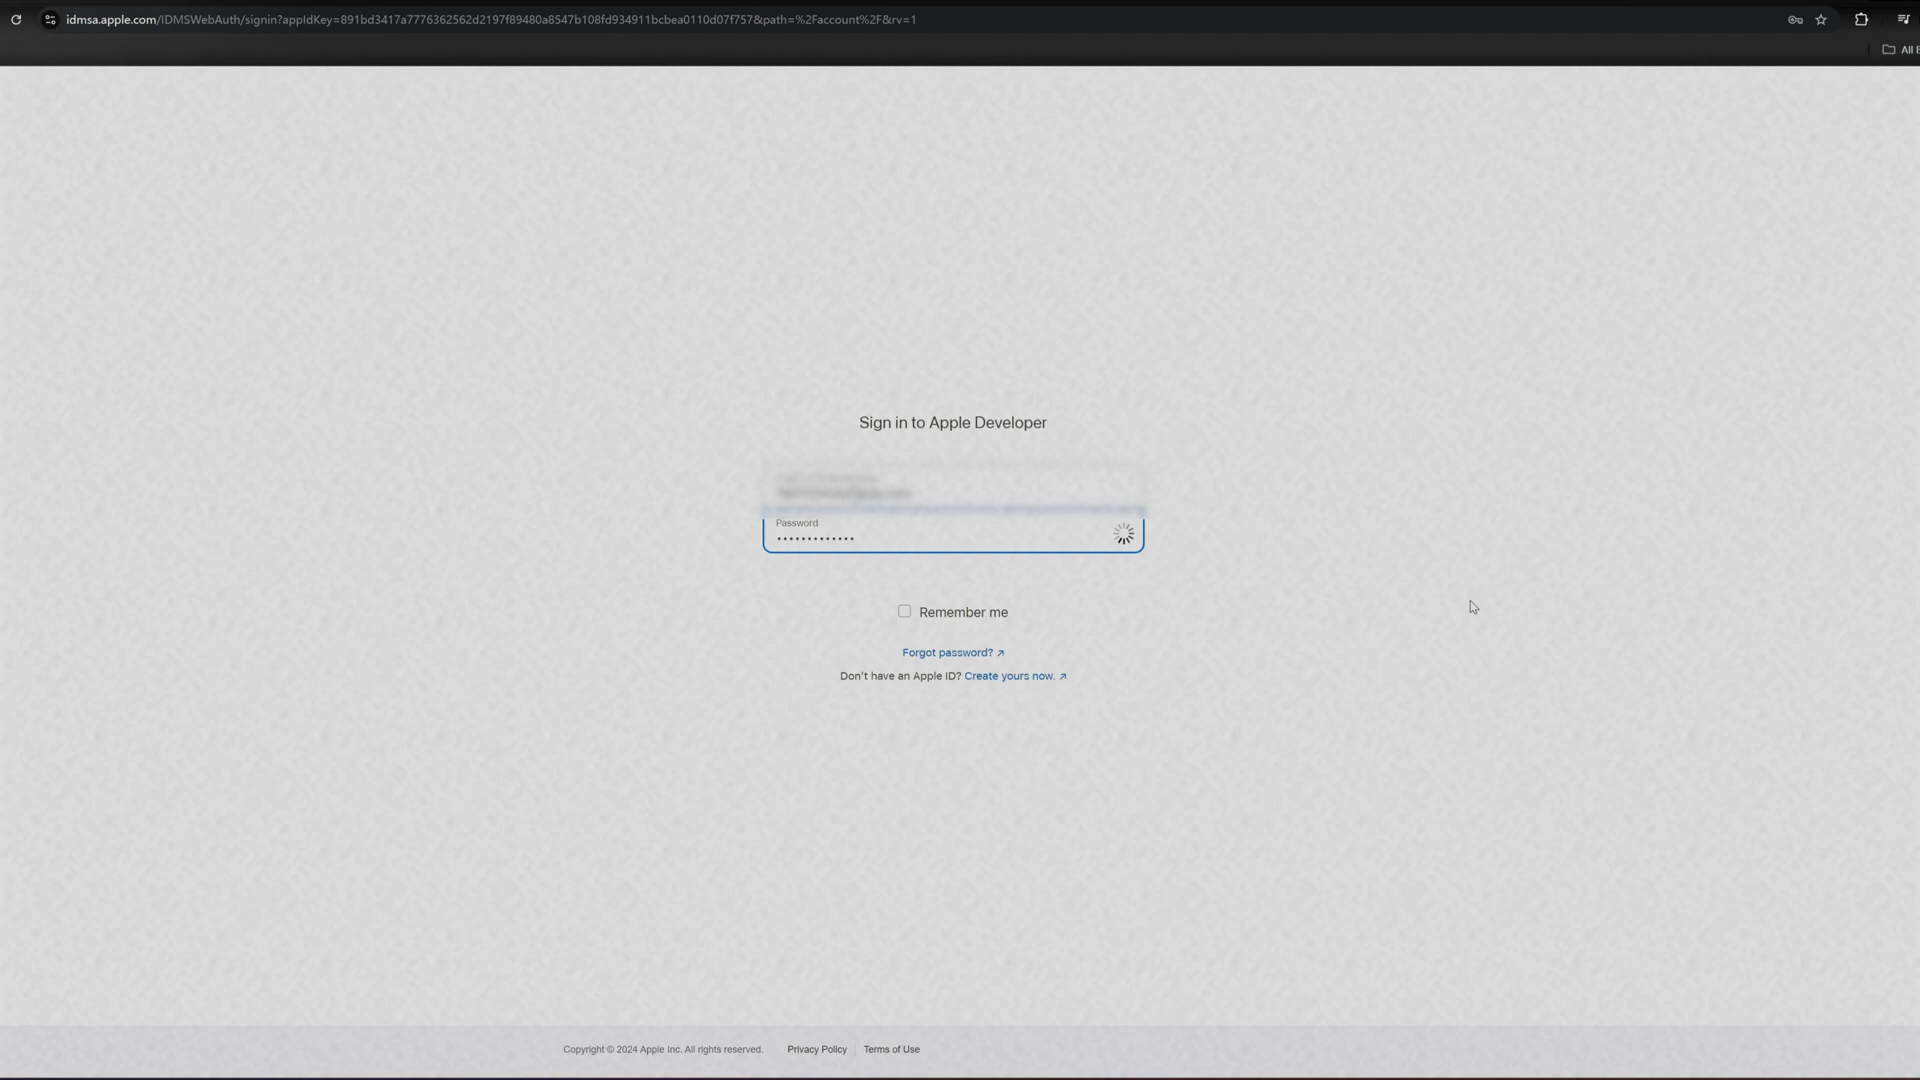 idmsa.apple.com/IDMSWebAuth/signin?appIdKey=891bd3417a7776362562d2197f89480a8547b108fd934911bcbea0110d07f757&path=%2Faccount%2F&rv=1
All
Sign in to Apple Developer
Password
•••••••••••••
Remember me
Forgot password? ↗
Don't have an Apple ID? Create yours now. ↗
Copyright © 2024 Apple Inc. All rights reserved. Privacy Policy Terms of Use